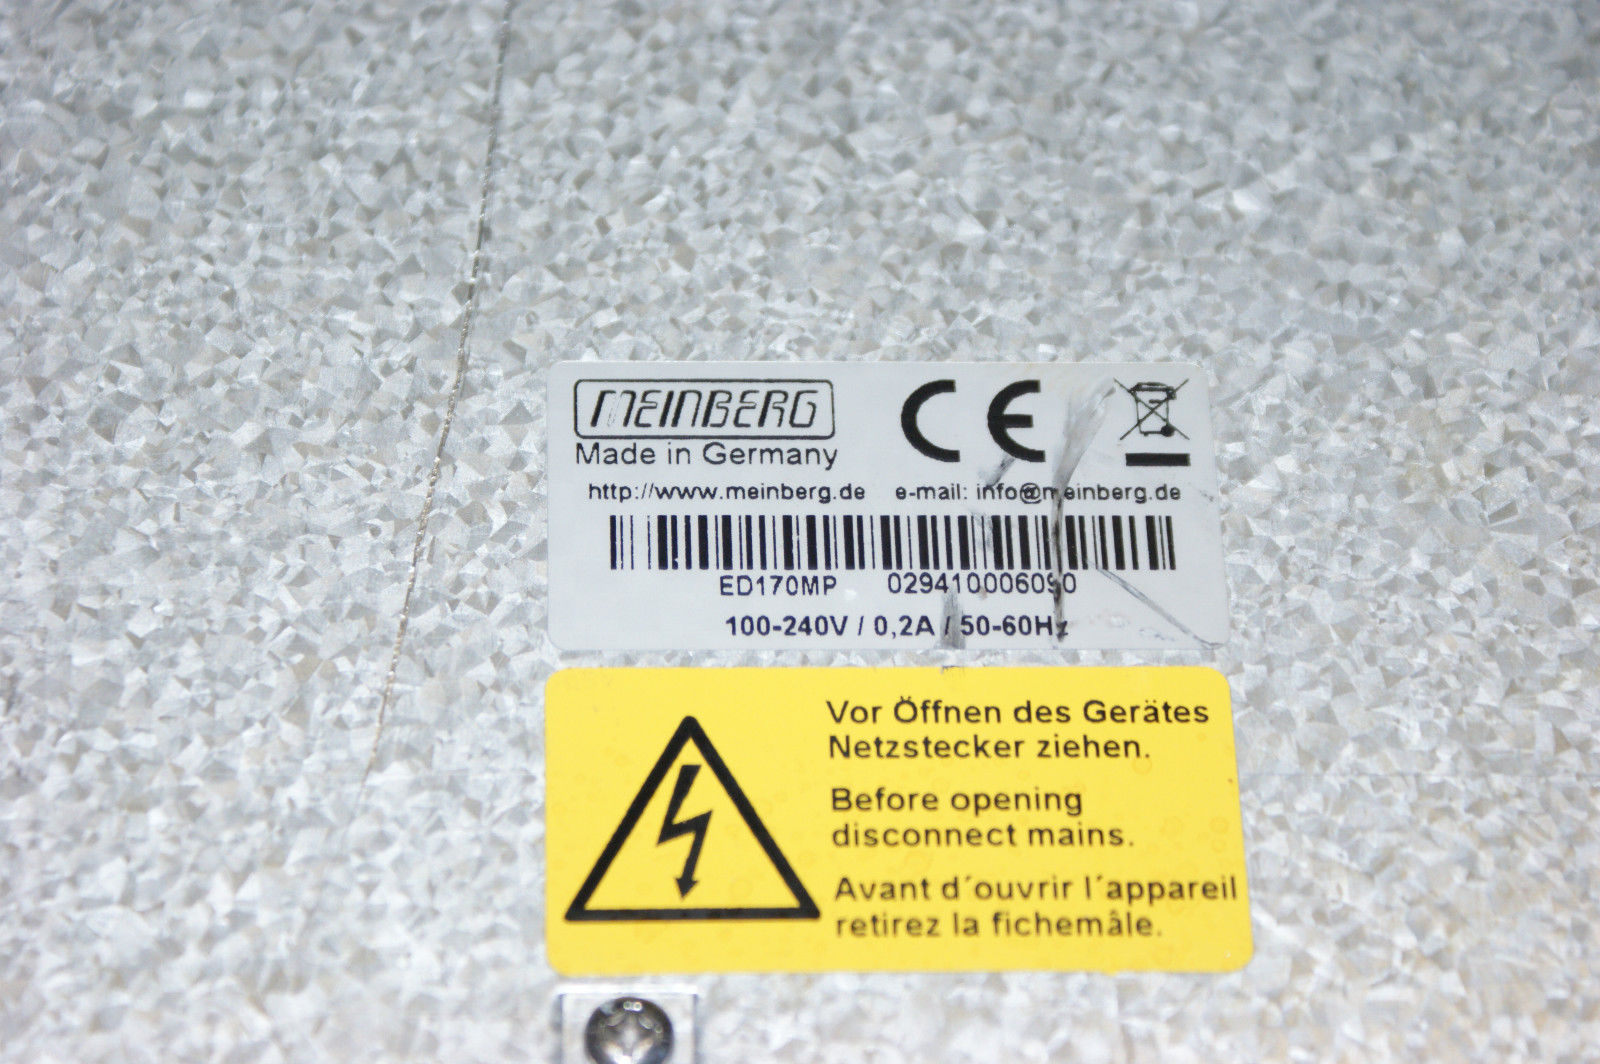 MEINBERG
CE
Made in Germany
http://www.meinberg.de e-mail: info@meinberg.de
ED170MP 029410006090
100-240V / 0,2A / 50-60Hz
Vor Öffnen des Gerätes
Netzstecker ziehen.
Before opening
disconnect mains.
Avant d´ouvrir l´appareil
retirez la fichemâle.